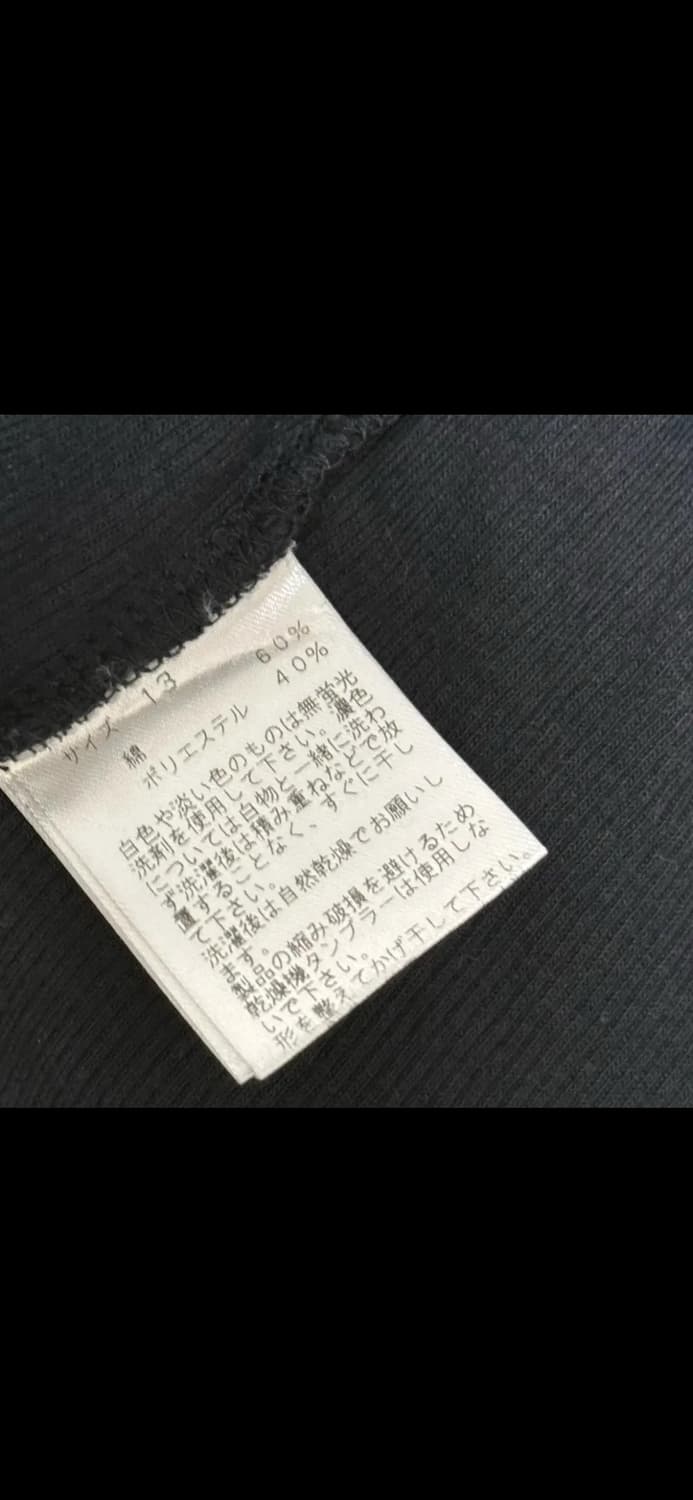 サイズ 13
綿 60%
ポリエステル 40%
白色や淡い色のものは無蛍光
洗剤を使用して下さい。濃色
については白物と一緒に洗わ
ず洗濯後は積み重ねなどで放
置することなく、すぐに干し
て下さい。
洗濯後は自然乾燥でお願いし
ます。
製品の縮み破損を避けるため
乾燥機タンブラーは使用しな
いで下さい。
形を整えてかげ干して下さい。